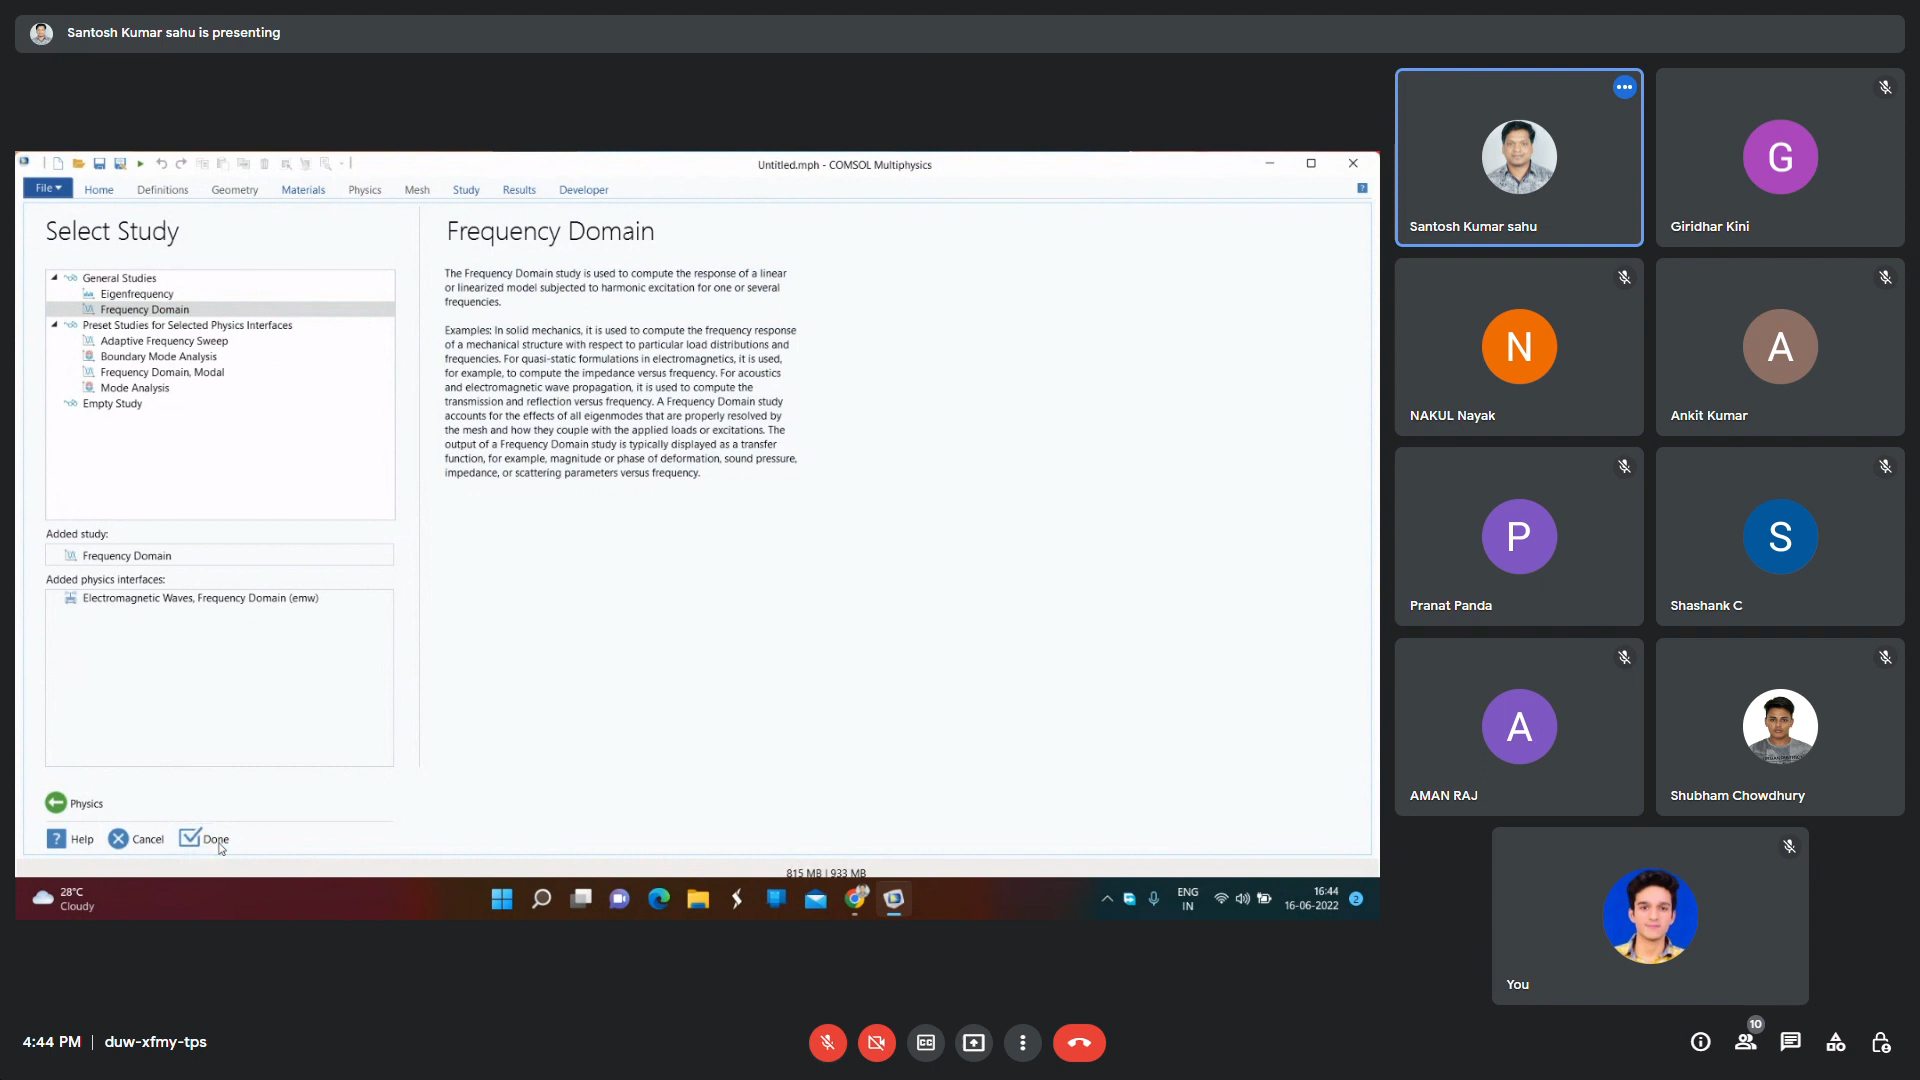 Santosh Kumar sahu is presenting
Untitled.mph - COMSOL Multiphysics
File Home Definitions Geometry Materials Physics Mesh Study Results Developer
?
Select Study
General Studies
Eigenfrequency
Frequency Domain
Preset Studies for Selected Physics Interfaces
Adaptive Frequency Sweep
Boundary Mode Analysis
Frequency Domain, Modal
Mode Analysis
Empty Study
Added study:
Frequency Domain
Added physics interfaces:
Electromagnetic Waves, Frequency Domain (emw)
Physics
? Help Cancel Done
Frequency Domain
The Frequency Domain study is used to compute the response of a linear
or linearized model subjected to harmonic excitation for one or several
frequencies.
Examples: In solid mechanics, it is used to compute the frequency response
of a mechanical structure with respect to particular load distributions and
frequencies. For quasi-static formulations in electromagnetics, it is used,
for example, to compute the impedance versus frequency. For acoustics
and electromagnetic wave propagation, it is used to compute the
transmission and reflection versus frequency. A Frequency Domain study
accounts for the effects of all eigenmodes that are properly resolved by
the mesh and how they couple with the applied loads or excitations. The
output of a Frequency Domain study is typically displayed as a transfer
function, for example, magnitude or phase of deformation, sound pressure,
impedance, or scattering parameters versus frequency.
815 MB | 933 MB
28°C
Cloudy
ENG
IN
16:44
16-06-2022
2
Santosh Kumar sahu
G
Giridhar Kini
N
NAKUL Nayak
A
Ankit Kumar
P
Pranat Panda
S
Shashank C
A
AMAN RAJ
Shubham Chowdhury
You
4:44 PM | duw-xfmy-tps
CC
10